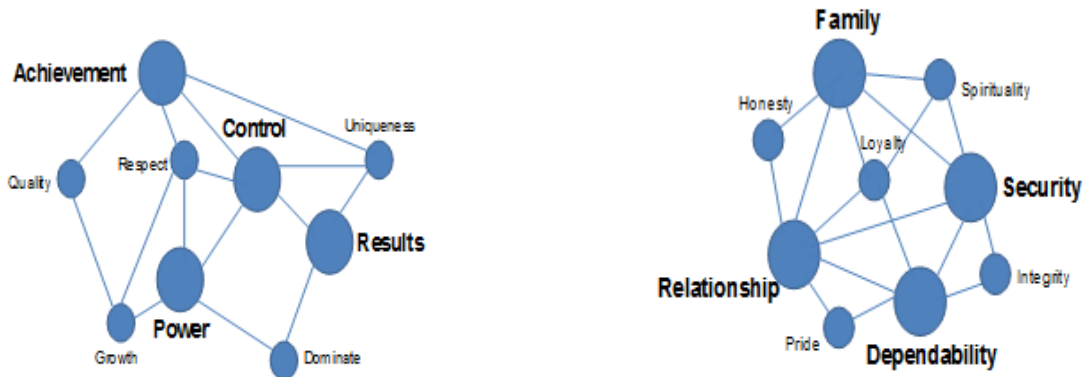 Achievement
Control
Uniqueness
Respect
Quality
Results
Power
Growth
Dominate
Family
Honesty
Spirituality
Loyalty
Security
Relationship
Integrity
Pride
Dependability